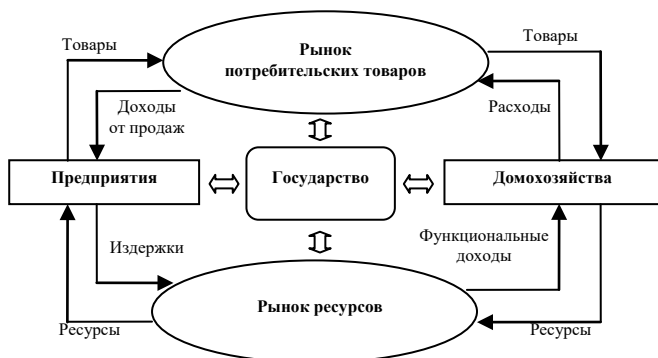 Товары
Рынок
потребительских товаров
Товары
Доходы
от продаж
Расходы
Предприятия
Государство
Домохозяйства
Издержки
Функциональные
доходы
Рынок ресурсов
Ресурсы
Ресурсы